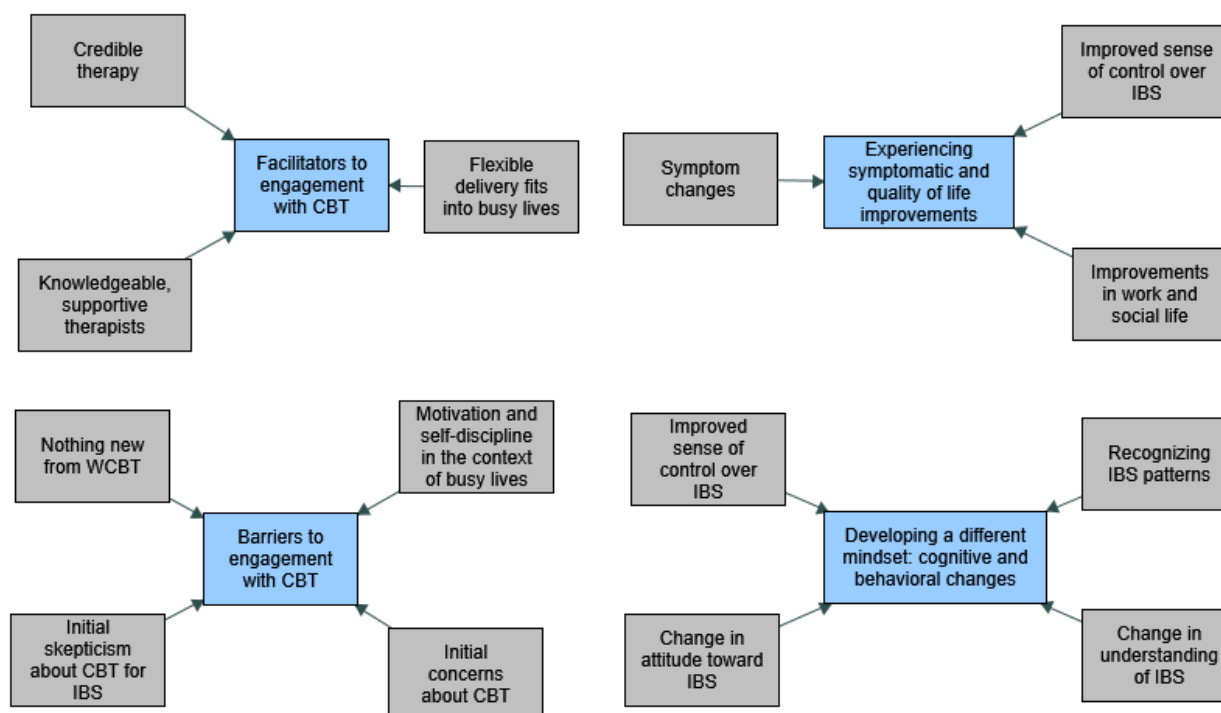 Credible
therapy
Facilitators to
engagement
with CBT
Flexible
delivery fits
into busy lives
Knowledgeable,
supportive
therapists
Improved sense
of control over
IBS
Symptom
changes
Experiencing
symptomatic and
quality of life
improvements
Improvements
in work and
social life
Nothing new
from WCBT
Motivation and
self-discipline
in the context
of busy lives
Barriers to
engagement
with CBT
Initial
skepticism
about CBT for
IBS
Initial
concerns
about CBT
Improved
sense of
control over
IBS
Recognizing
IBS patterns
Developing a different
mindset: cognitive and
behavioral changes
Change in
attitude toward
IBS
Change in
understanding
of IBS